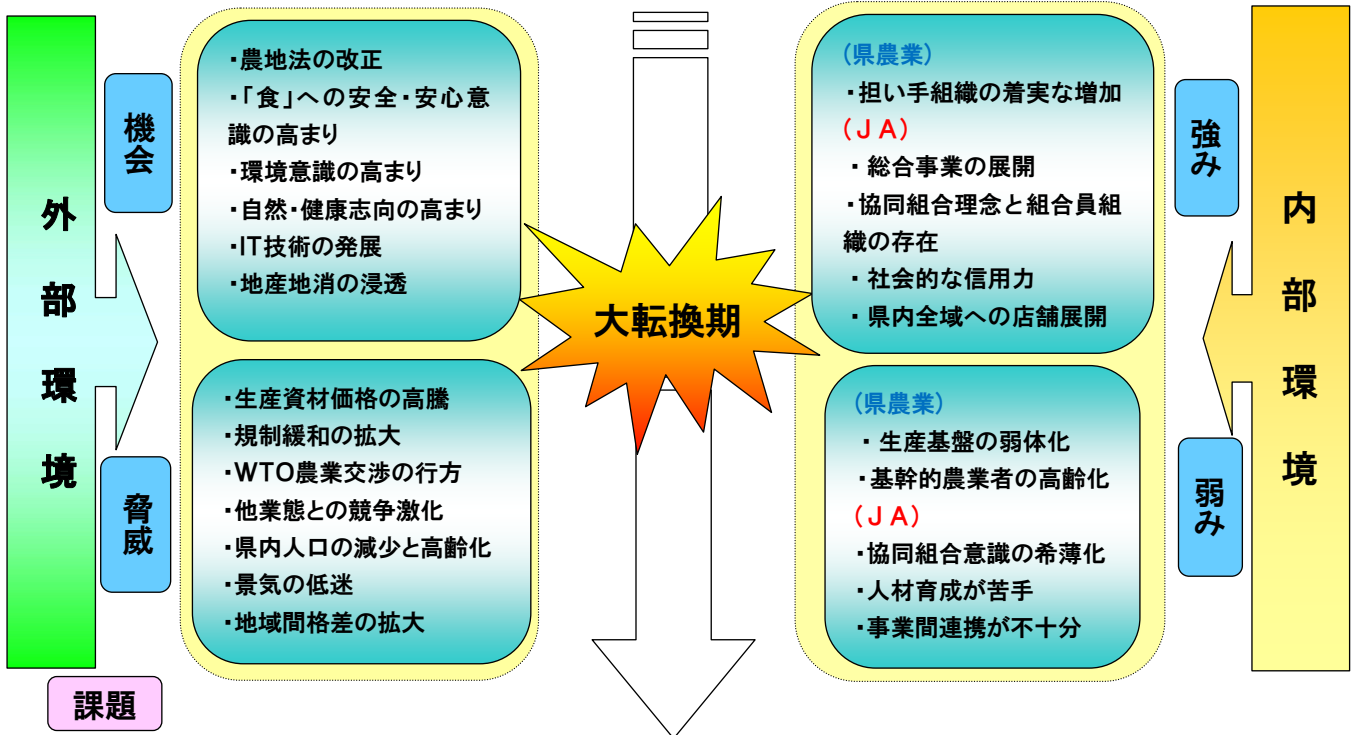 外部環境
機会
・農地法の改正
・「食」への安全・安心意
識の高まり
・環境意識の高まり
・自然・健康志向の高まり
・IT技術の発展
・地産地消の浸透
脅威
・生産資材価格の高騰
・規制緩和の拡大
・WTO農業交渉の行方
・他業態との競争激化
・県内人口の減少と高齢化
・景気の低迷
・地域間格差の拡大
大転換期
(県農業)
・担い手組織の着実な増加
(JA)
・総合事業の展開
・協同組合理念と組合員組
織の存在
・社会的な信用力
・県内全域への店舗展開
強み
(県農業)
・生産基盤の弱体化
・基幹的農業者の高齢化
(JA)
・協同組合意識の希薄化
・人材育成が苦手
・事業間連携が不十分
弱み
内部環境
課題